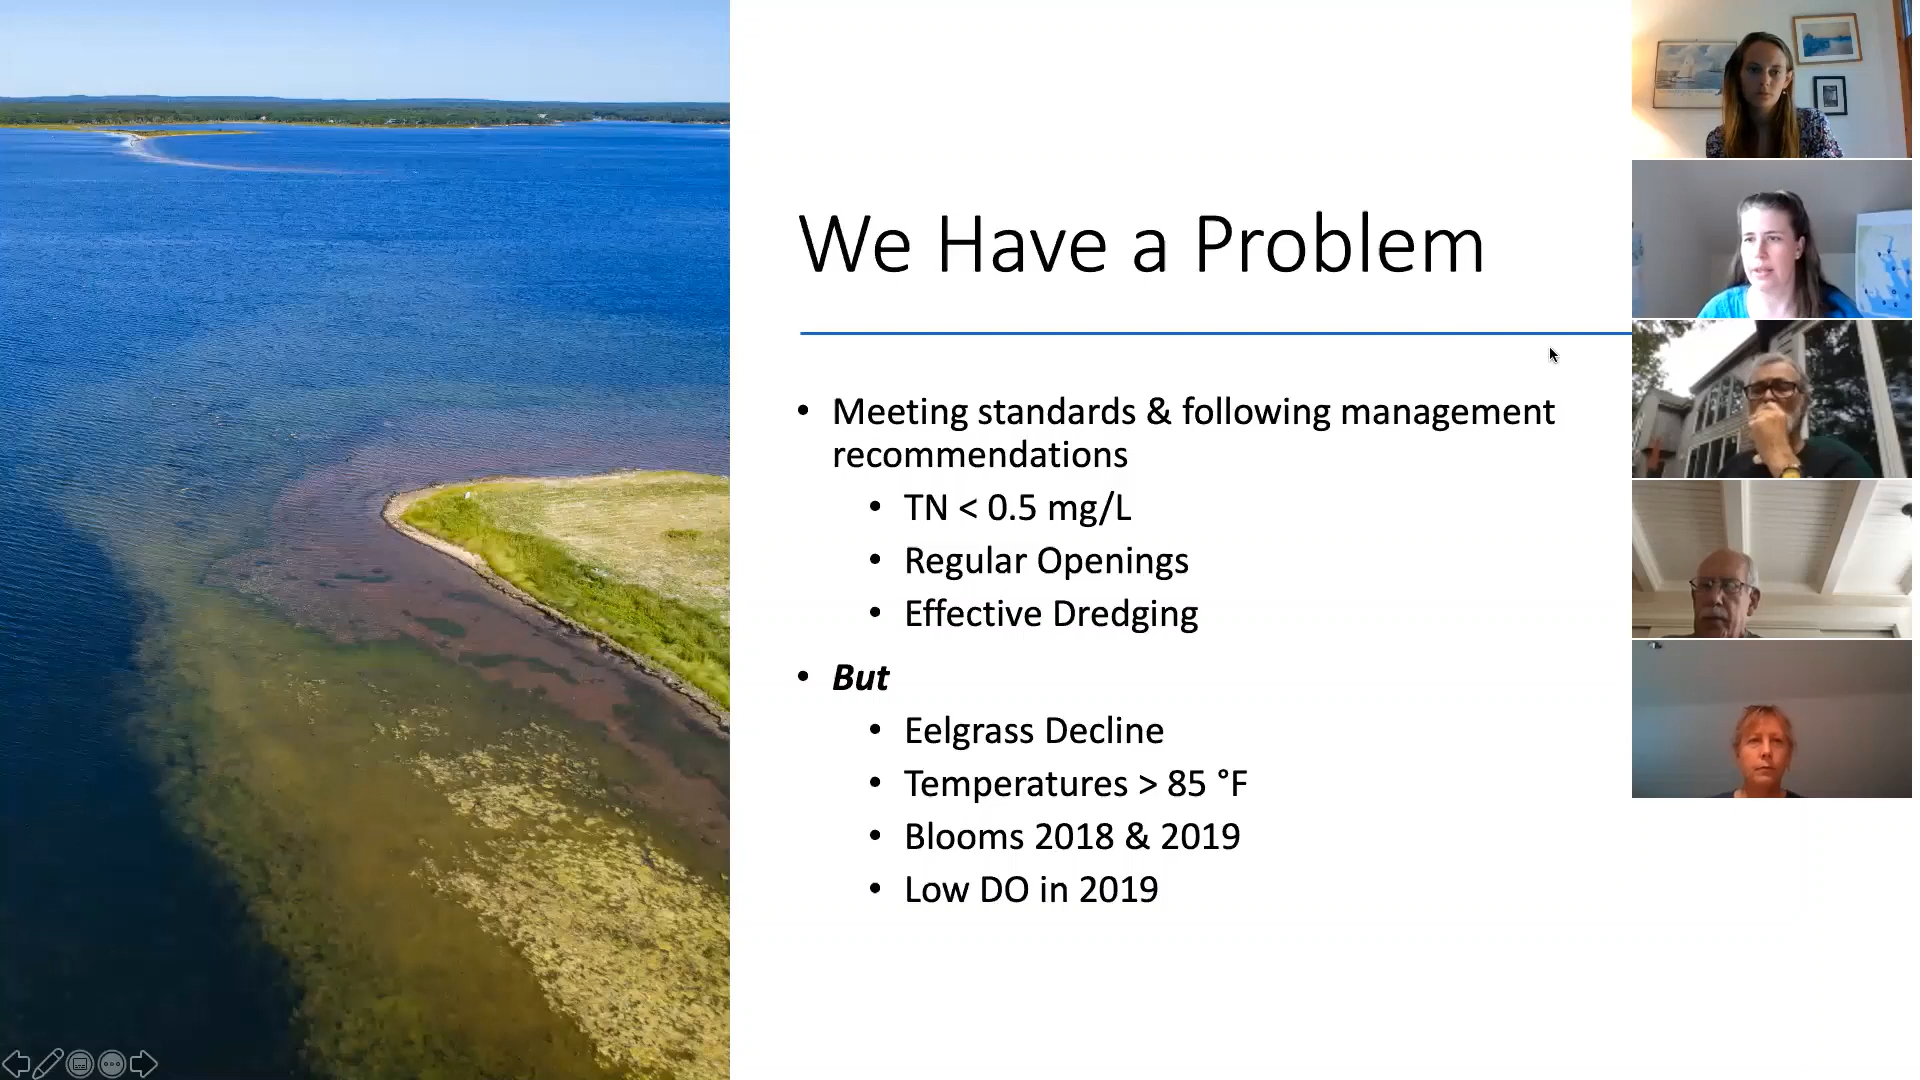 We Have a Problem
• Meeting standards & following management
recommendations
• TN < 0.5 mg/L
• Regular Openings
• Effective Dredging
• But
• Eelgrass Decline
• Temperatures > 85 °F
• Blooms 2018 & 2019
• Low DO in 2019